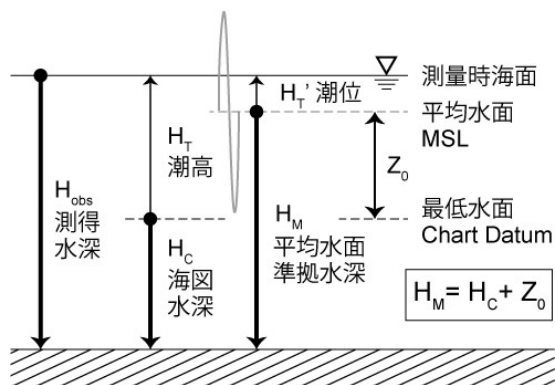 測量時海面
H_T' 潮位
平均水面
MSL
H_T
潮高
Z_0
H_obs
測得
水深
H_M
平均水面
準拠水深
最低水面
Chart Datum
H_C
海図
水深
H_M = H_C + Z_0